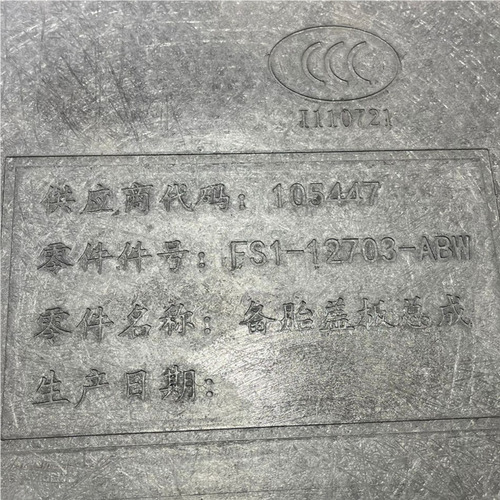 CCC
I110721
供应商代码：105447
零件件号：FS1-12703-ABW
零件名称：备胎盖板总成
生产日期：